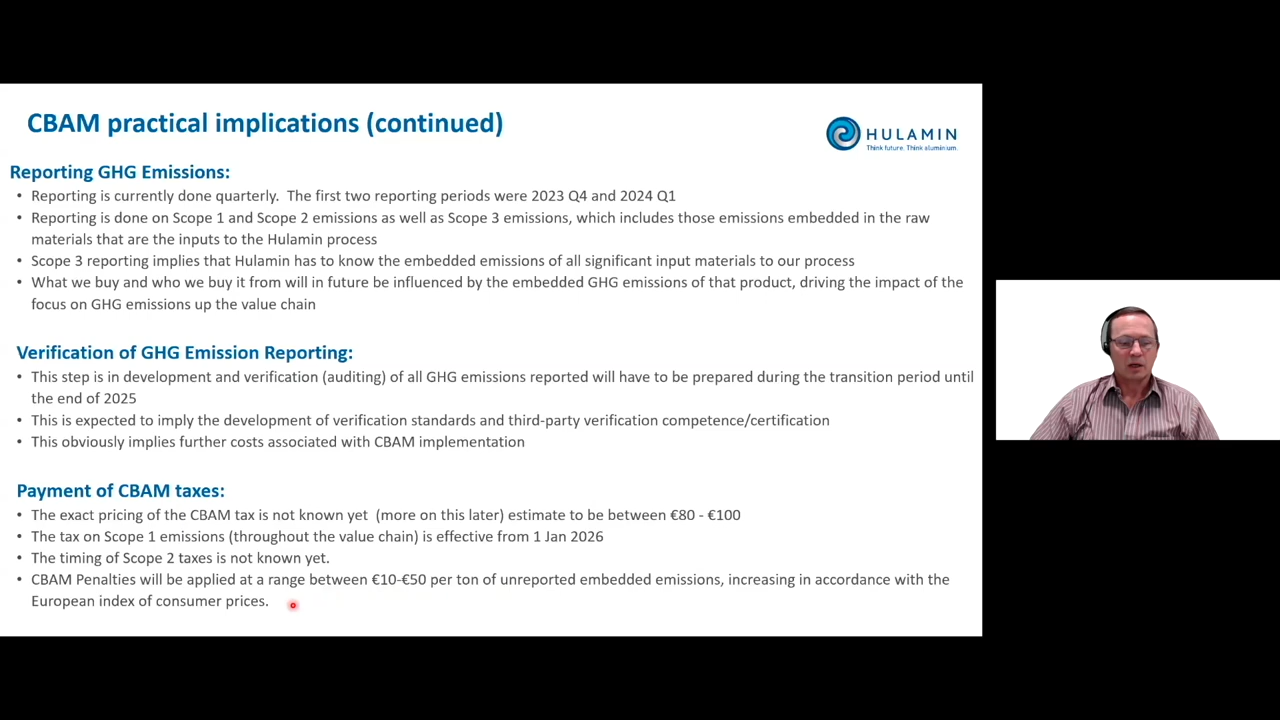 CBAM practical implications (continued)
HULAMIN
Think future. Think aluminium.
Reporting GHG Emissions:
• Reporting is currently done quarterly.  The first two reporting periods were 2023 Q4 and 2024 Q1
• Reporting is done on Scope 1 and Scope 2 emissions as well as Scope 3 emissions, which includes those emissions embedded in the raw
materials that are the inputs to the Hulamin process
• Scope 3 reporting implies that Hulamin has to know the embedded emissions of all significant input materials to our process
• What we buy and who we buy it from will in future be influenced by the embedded GHG emissions of that product, driving the impact of the
focus on GHG emissions up the value chain
Verification of GHG Emission Reporting:
• This step is in development and verification (auditing) of all GHG emissions reported will have to be prepared during the transition period until
the end of 2025
• This is expected to imply the development of verification standards and third-party verification competence/certification
• This obviously implies further costs associated with CBAM implementation
Payment of CBAM taxes:
• The exact pricing of the CBAM tax is not known yet  (more on this later) estimate to be between €80 - €100
• The tax on Scope 1 emissions (throughout the value chain) is effective from 1 Jan 2026
• The timing of Scope 2 taxes is not known yet.
• CBAM Penalties will be applied at a range between €10-€50 per ton of unreported embedded emissions, increasing in accordance with the
European index of consumer prices.